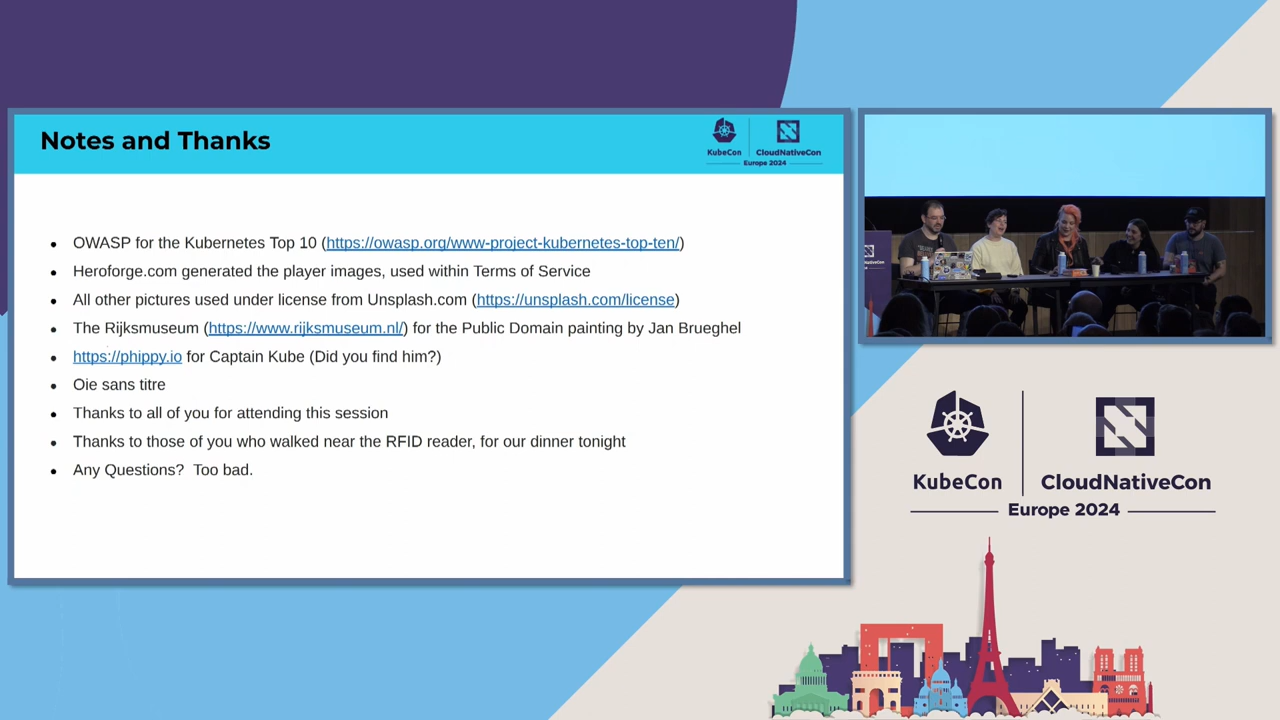 Notes and Thanks
KubeCon
CloudNativeCon
Europe 2024
OWASP for the Kubernetes Top 10 (https://owasp.org/www-project-kubernetes-top-ten/)
Heroforge.com generated the player images, used within Terms of Service
All other pictures used under license from Unsplash.com (https://unsplash.com/license)
The Rijksmuseum (https://www.rijksmuseum.nl/) for the Public Domain painting by Jan Brueghel
https://phippy.io for Captain Kube (Did you find him?)
Oie sans titre
Thanks to all of you for attending this session
Thanks to those of you who walked near the RFID reader, for our dinner tonight
Any Questions?  Too bad.
KubeCon
CloudNativeCon
Europe 2024